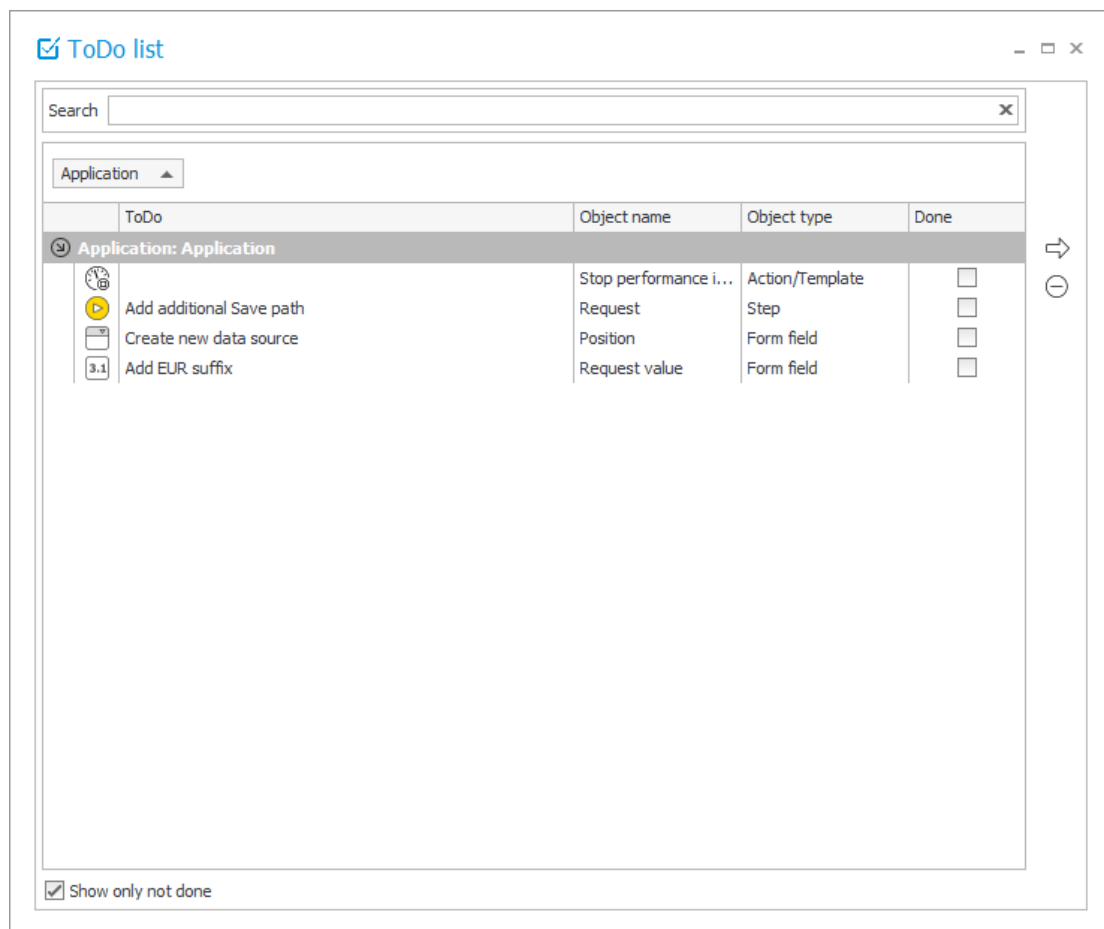 ToDo list
Search
Application
ToDo Object name Object type Done
Application: Application
Stop performance i... Action/Template
Add additional Save path Request Step
Create new data source Position Form field
3.1 Add EUR suffix Request value Form field
Show only not done